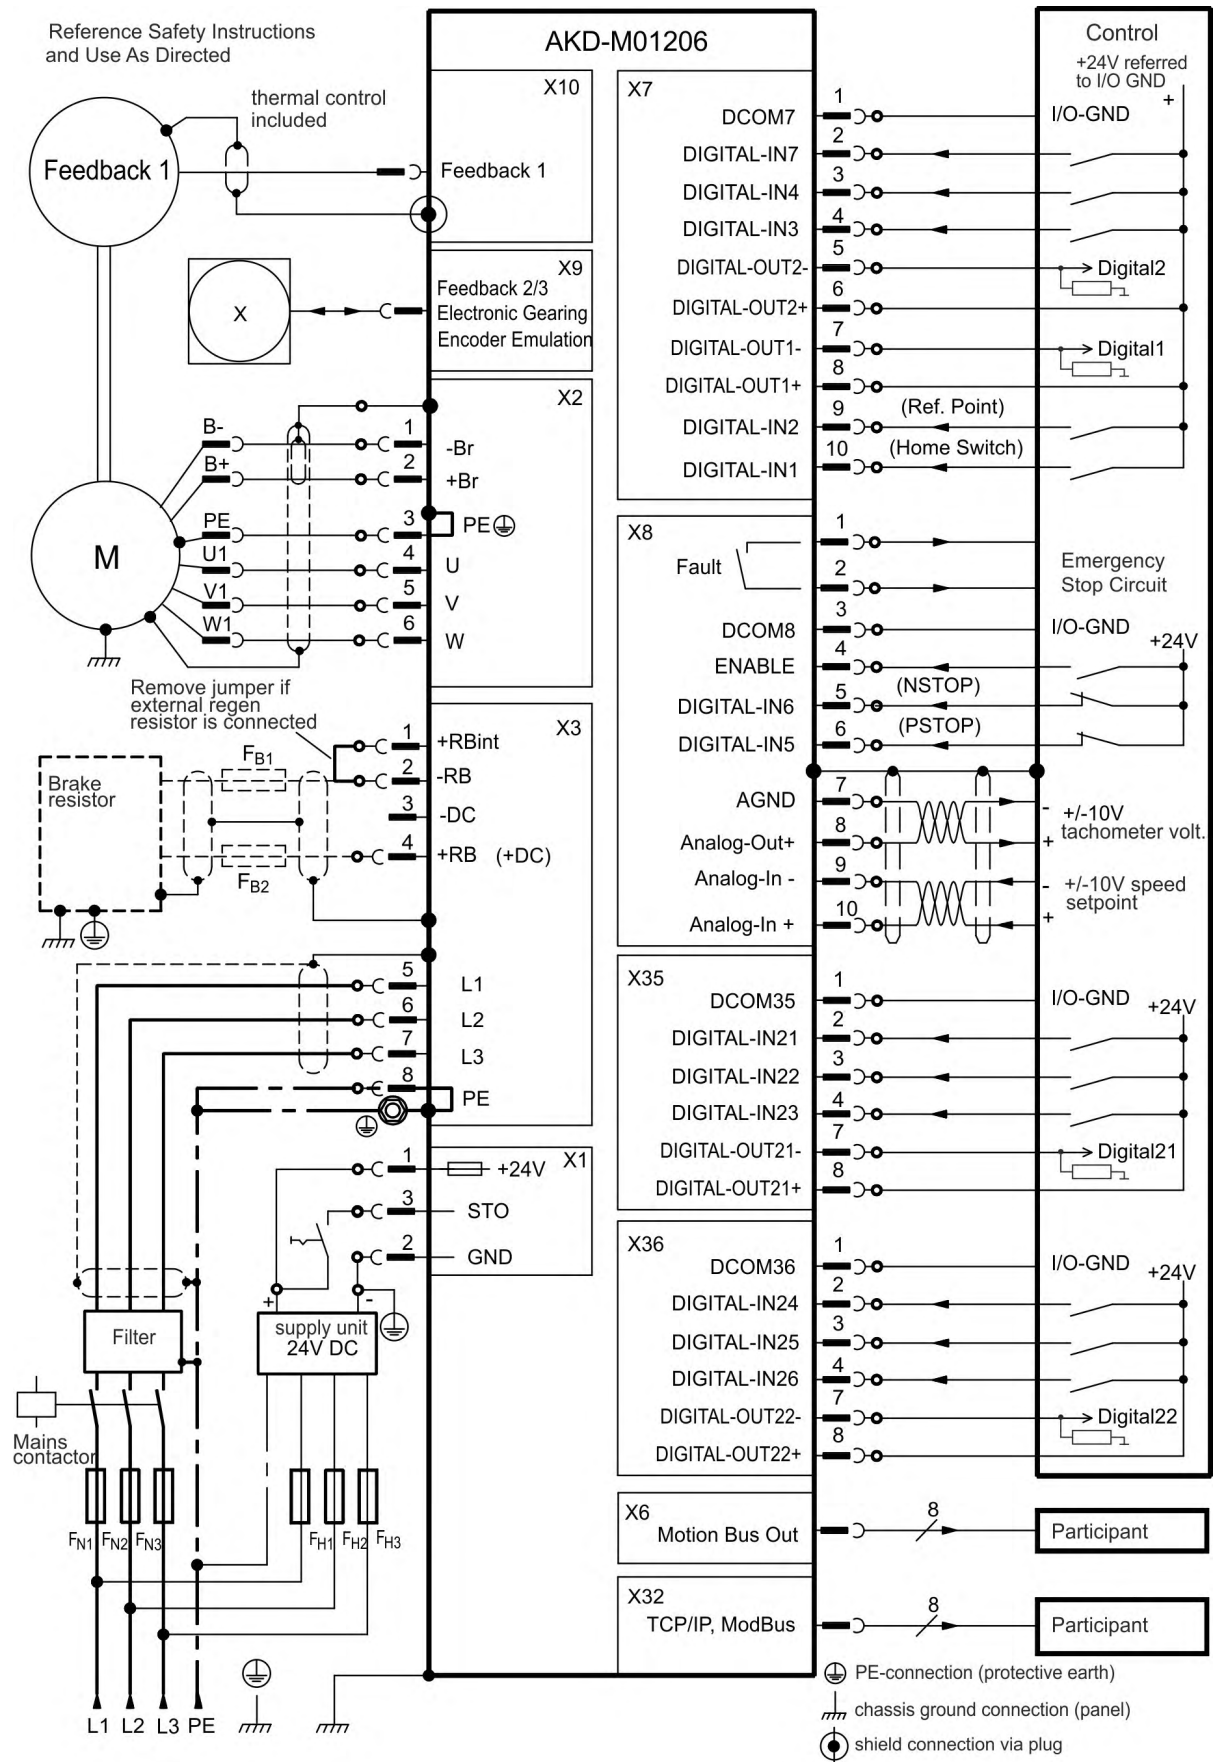 Reference Safety Instructions
and Use As Directed
AKD-M01206
thermal control
included
Feedback 1
X10
Feedback 1
X
X9
Feedback 2/3
Electronic Gearing
Encoder Emulation
X2
B-
1
-Br
B+
2
+Br
PE
3
PE
U1
4
U
V1
5
V
W1
6
W
M
Remove jumper if
external regen
resistor is connected
X3
1
+RBint
FB1
2
-RB
Brake
resistor
3
-DC
4
+RB (+DC)
FB2
5
L1
6
L2
7
L3
8
PE
X1
1
+24V
3
STO
2
GND
+
-
supply unit
24V DC
Filter
Mains
contactor
FN1 FN2 FN3
FH1 FH2 FH3
L1 L2 L3 PE
X7
Control
+24V referred
to I/O GND
+
DCOM7
1
I/O-GND
DIGITAL-IN7
2
DIGITAL-IN4
3
DIGITAL-IN3
4
DIGITAL-OUT2-
5
Digital2
DIGITAL-OUT2+
6
DIGITAL-OUT1-
7
Digital1
DIGITAL-OUT1+
8
DIGITAL-IN2
9
(Ref. Point)
DIGITAL-IN1
10
(Home Switch)
X8
Fault
1
2
Emergency
Stop Circuit
DCOM8
3
I/O-GND
+24V
ENABLE
4
DIGITAL-IN6
5
(NSTOP)
DIGITAL-IN5
6
(PSTOP)
AGND
7
-
Analog-Out+
8
+
+/-10V
tachometer volt.
Analog-In -
9
-
Analog-In +
10
+
+/-10V speed
setpoint
X35
DCOM35
1
I/O-GND
+24V
DIGITAL-IN21
2
DIGITAL-IN22
3
DIGITAL-IN23
4
DIGITAL-OUT21-
7
Digital21
DIGITAL-OUT21+
8
X36
DCOM36
1
I/O-GND
+24V
DIGITAL-IN24
2
DIGITAL-IN25
3
DIGITAL-IN26
4
DIGITAL-OUT22-
7
Digital22
DIGITAL-OUT22+
8
X6
Motion Bus Out
8
Participant
X32
TCP/IP, ModBus
8
Participant
PE-connection (protective earth)
chassis ground connection (panel)
shield connection via plug